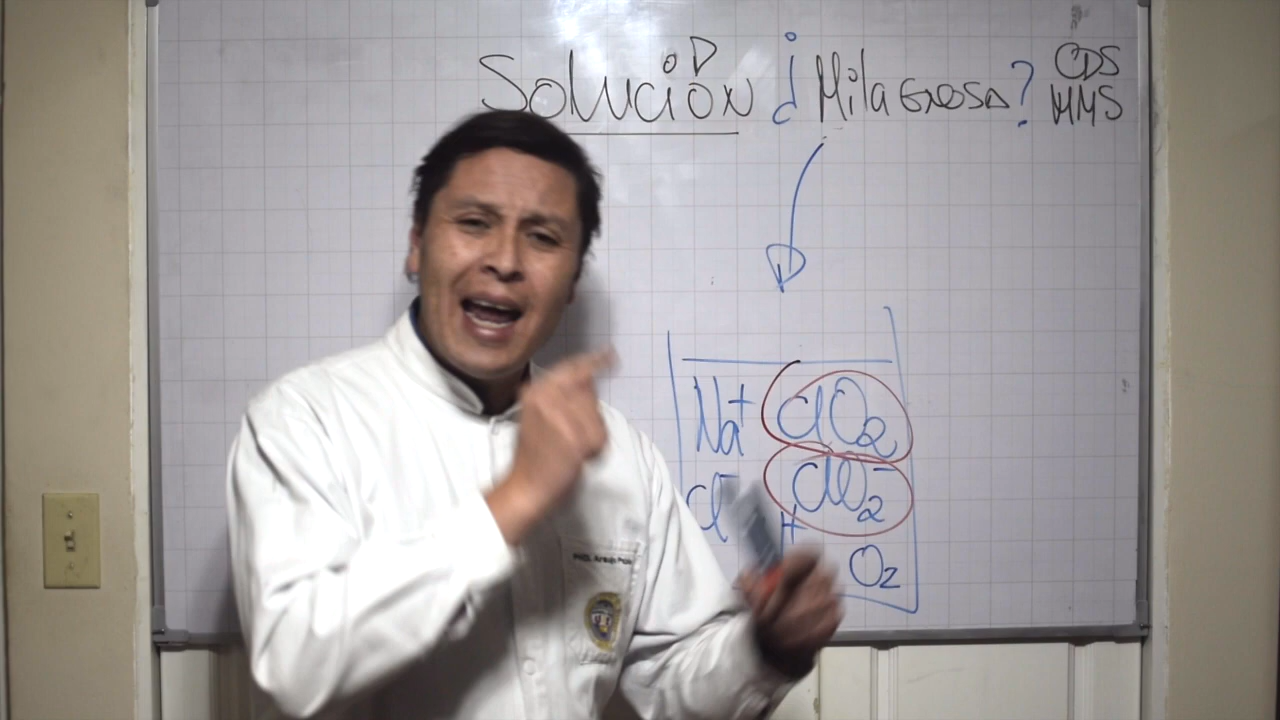 Solución ¿Milagrosa? CDS
MMS
Na+ ClO2
Cl- ClO2-
H+
O2